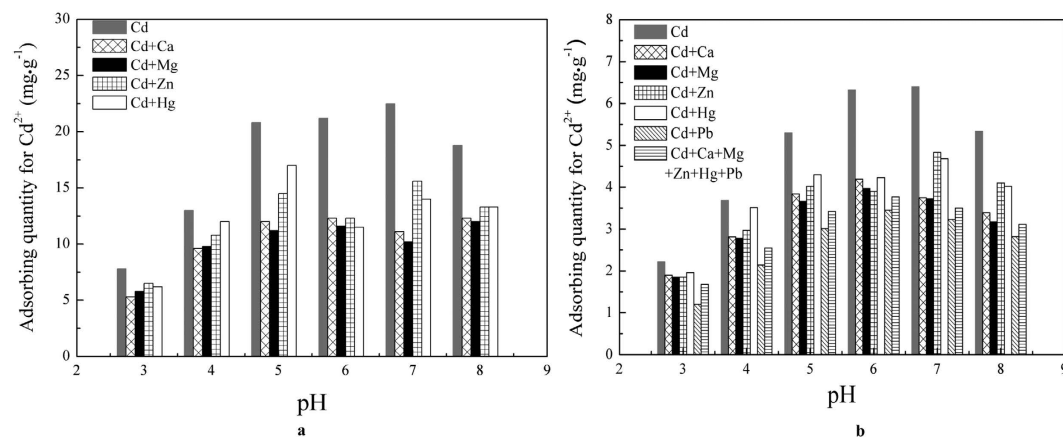 30
25
20
15
10
5
0
Adsorbing quantity for Cd²⁺ (mg·g⁻¹)
Cd
Cd+Ca
Cd+Mg
Cd+Zn
Cd+Hg
2 3 4 5 6 7 8 9
pH
a
8
7
6
5
4
3
2
1
0
Adsorbing quantity for Cd²⁺ (mg·g⁻¹)
Cd
Cd+Ca
Cd+Mg
Cd+Zn
Cd+Hg
Cd+Pb
Cd+Ca+Mg
+Zn+Hg+Pb
2 3 4 5 6 7 8 9
pH
b